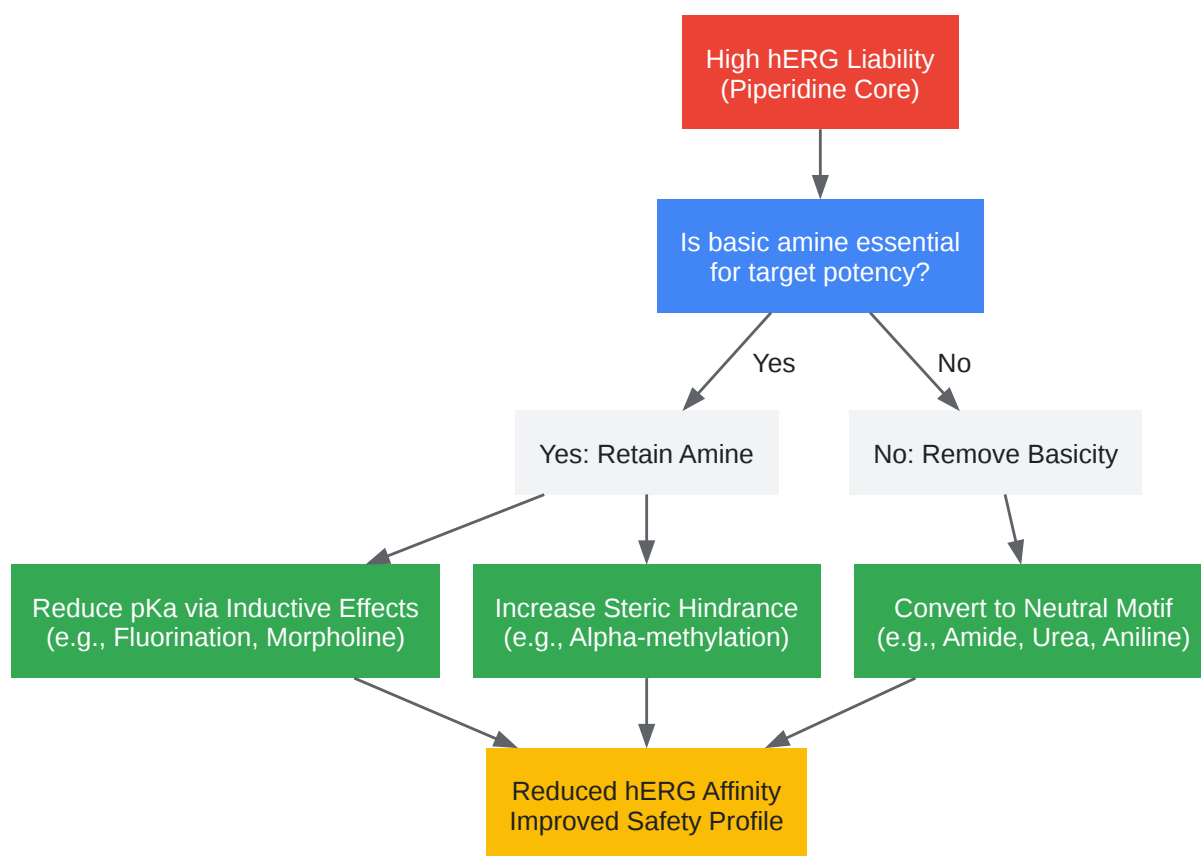 High hERG Liability
(Piperidine Core)
Is basic amine essential
for target potency?
Yes
No
Yes: Retain Amine
No: Remove Basicity
Reduce pKa via Inductive Effects
(e.g., Fluorination, Morpholine)
Increase Steric Hindrance
(e.g., Alpha-methylation)
Convert to Neutral Motif
(e.g., Amide, Urea, Aniline)
Reduced hERG Affinity
Improved Safety Profile